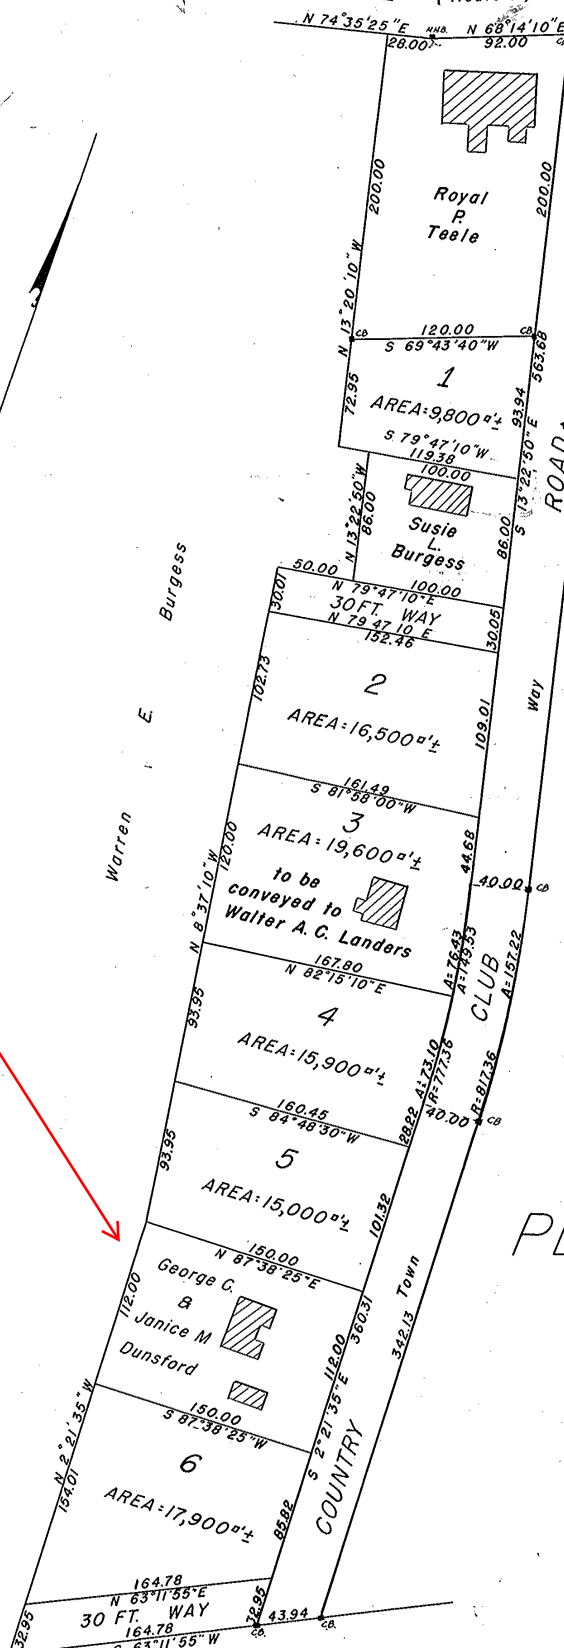 N 74°35'25"E
N.H.B.
N 68°14'10"E
28.00
92.00
200.00
200.00
Royal
P.
Teele
N 13°20'10"W
CB
120.00
CB
S 69°43'40"W
563.68
1
72.95
AREA=9,800□'±
93.94
S 79°47'10"W
119.38
100.00
S 13°22'50"E
ROAD
N 13°22'50"W
86.00
Susie
L.
Burgess
86.00
50.00
N 79°47'10"E
100.00
30.01
30 FT. WAY
30.05
N 79 47 10 E
152.46
Burgess
E.
Warren
102.73
2
AREA=16,500□'±
109.01
Way
161.49
S 81°58'00"W
3
AREA=19,600□'±
120.00
44.68
to be
conveyed to
Walter A. C. Landers
40.00
CB
N 8°37'10"W
A=76.43
A=149.53
A=157.22
CLUB
167.80
N 82°15'10"E
93.95
4
AREA=15,900□'±
A=73.10
R=777.36
R=817.36
28.22
40.00
CB
160.45
S 84°48'30"W
93.95
5
AREA=15,000□'±
101.32
150.00
N 87°38'25"E
PL
Town
George C.
&
Janice M
Dunsford
112.00
112.00
360.31
342.13
150.00
S 87°38'25"W
N 2°21'35"W
S 2°21'35"E
COUNTRY
6
154.01
AREA=17,900□'±
85.82
164.78
N 63°11'55"E
30 FT. WAY
32.95
32.95
164.78
CB.
43.94
CB
S 63°11'55"W